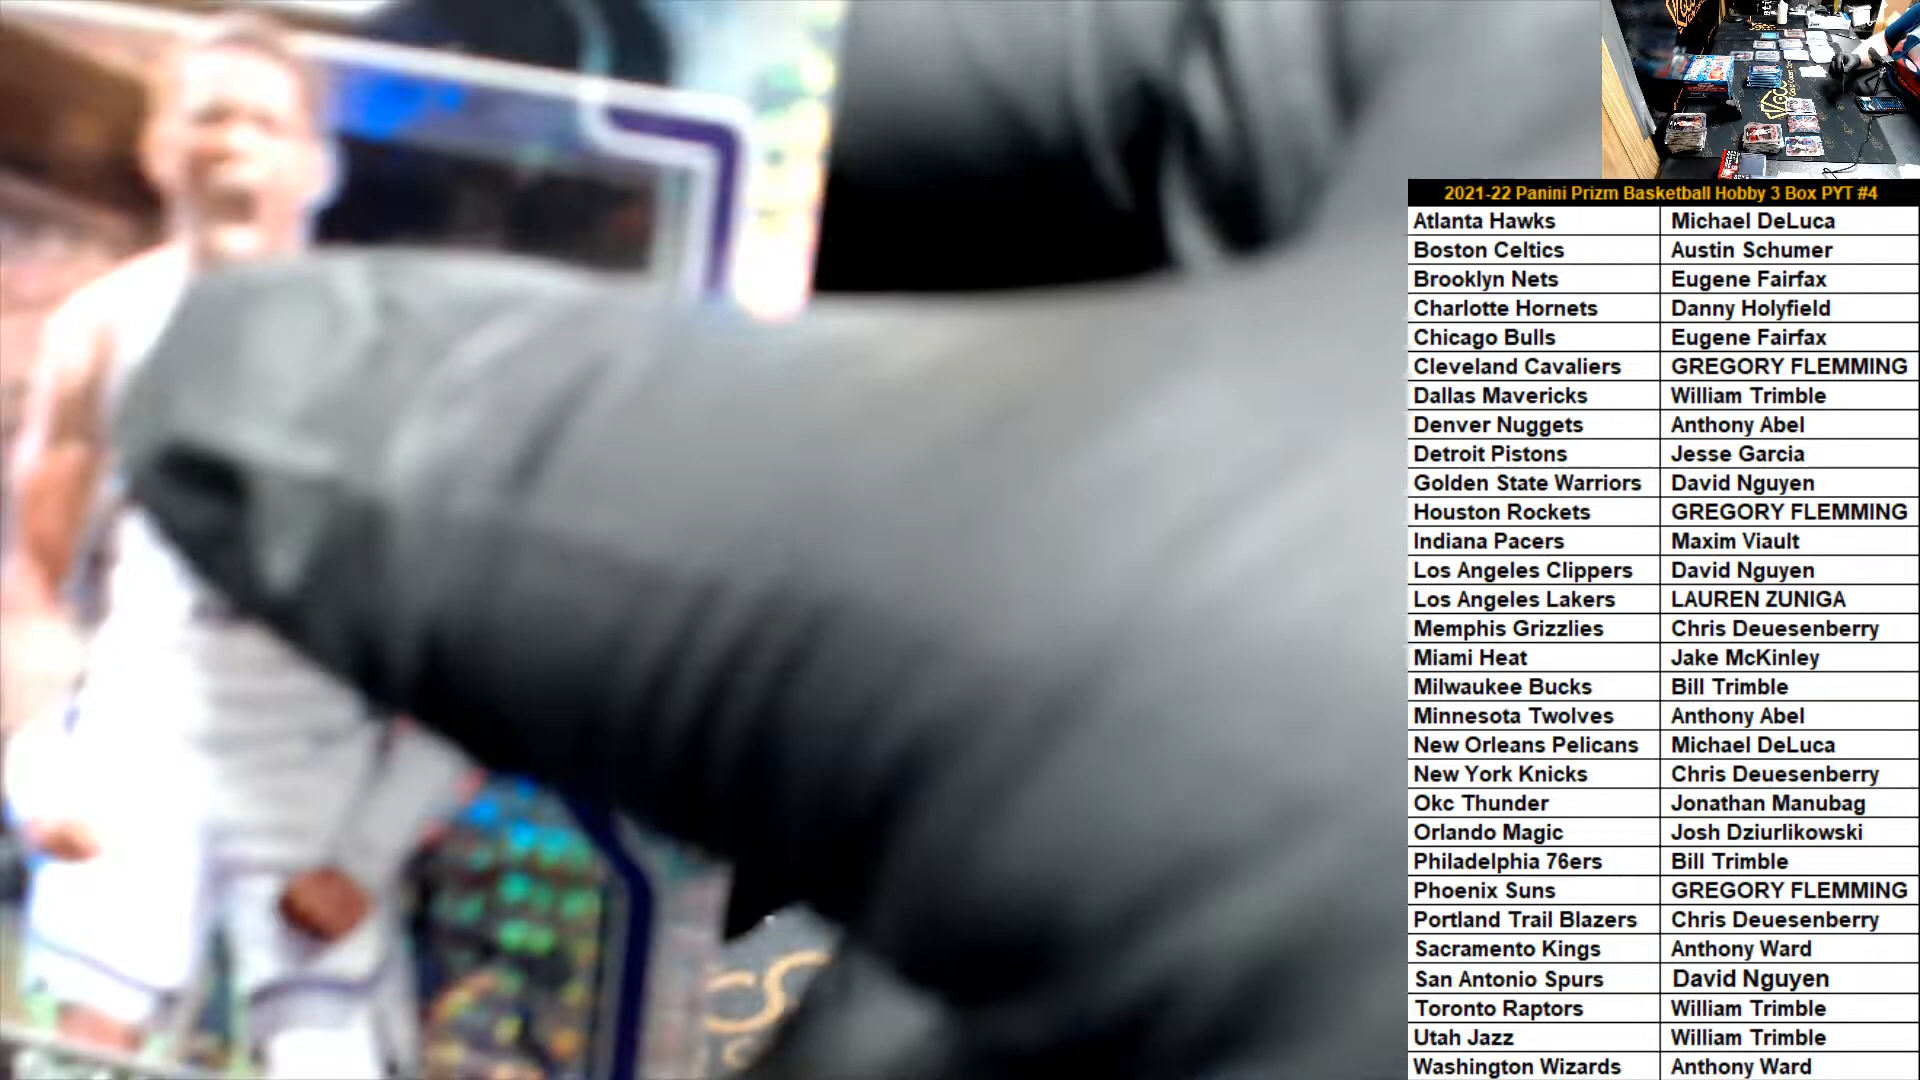 2021-22 Panini Prizm Basketball Hobby 3 Box PYT #4
Atlanta Hawks Michael DeLuca
Boston Celtics Austin Schumer
Brooklyn Nets Eugene Fairfax
Charlotte Hornets Danny Holyfield
Chicago Bulls Eugene Fairfax
Cleveland Cavaliers GREGORY FLEMMING
Dallas Mavericks William Trimble
Denver Nuggets Anthony Abel
Detroit Pistons Jesse Garcia
Golden State Warriors David Nguyen
Houston Rockets GREGORY FLEMMING
Indiana Pacers Maxim Viault
Los Angeles Clippers David Nguyen
Los Angeles Lakers LAUREN ZUNIGA
Memphis Grizzlies Chris Deuesenberry
Miami Heat Jake McKinley
Milwaukee Bucks Bill Trimble
Minnesota Twolves Anthony Abel
New Orleans Pelicans Michael DeLuca
New York Knicks Chris Deuesenberry
Okc Thunder Jonathan Manubag
Orlando Magic Josh Dziurlikowski
Philadelphia 76ers Bill Trimble
Phoenix Suns GREGORY FLEMMING
Portland Trail Blazers Chris Deuesenberry
Sacramento Kings Anthony Ward
San Antonio Spurs David Nguyen
Toronto Raptors William Trimble
Utah Jazz William Trimble
Washington Wizards Anthony Ward